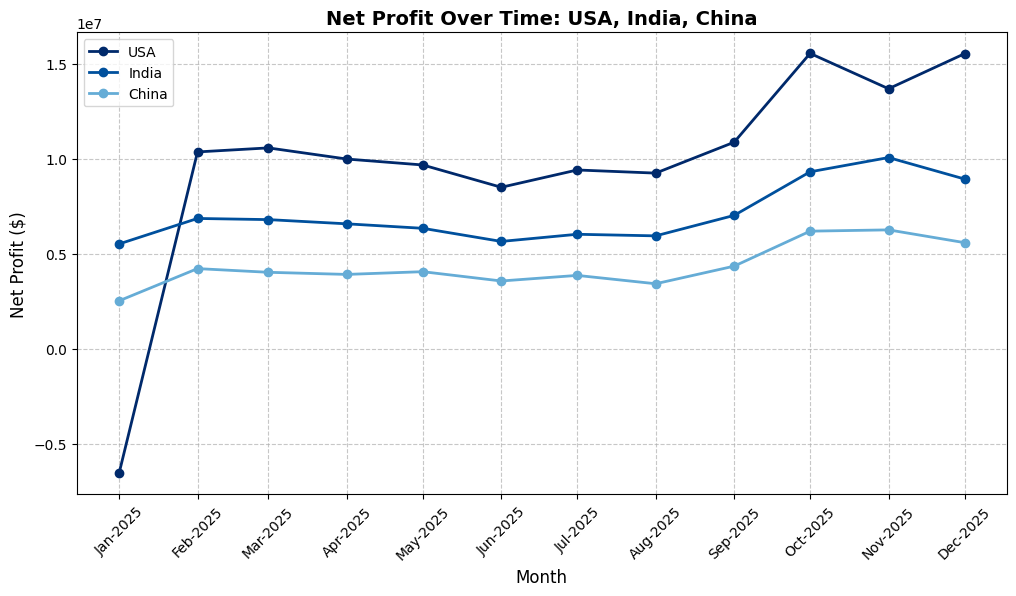 Net Profit Over Time: USA, India, China
1e7
USA
India
China
1.5
1.0
0.5
0.0
−0.5
Net Profit ($)
Jan-2025
Feb-2025
Mar-2025
Apr-2025
May-2025
Jun-2025
Jul-2025
Aug-2025
Sep-2025
Oct-2025
Nov-2025
Dec-2025
Month